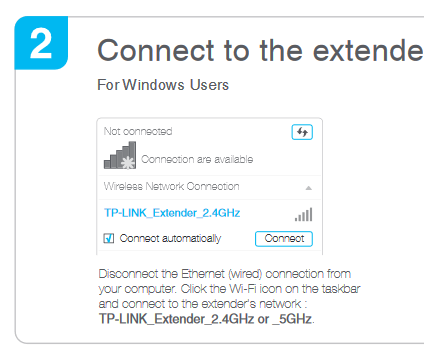 2
Connect to the extende
For Windows Users
Not connected
Connection are available
Wireless Network Connection
TP-LINK_Extender_2.4GHz
Connect automatically
Connect
Disconnect the Ethernet (wired) connection from
your computer. Click the Wi-Fi icon on the taskbar
and connect to the extender's network :
TP-LINK_Extender_2.4GHz or _5GHz.